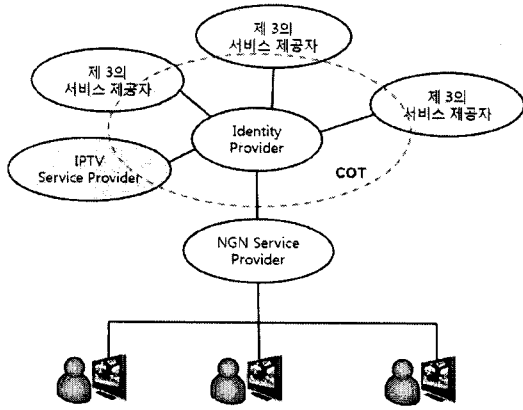 제 3의
서비스 제공자
제 3의
서비스 제공자
제 3의
서비스 제공자
Identity
Provider
IPTV
Service Provider
COT
NGN Service
Provider